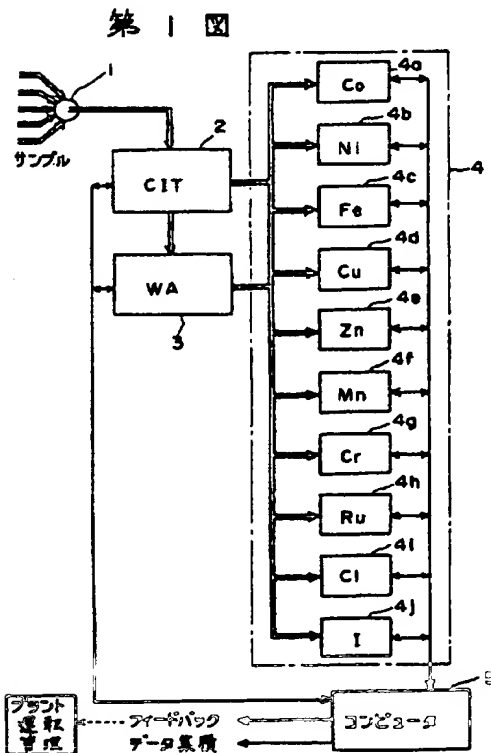 第 1 図
1
サンプル
2
CIT
WA
3
4a
Co
4b
Ni
4
4c
Fe
4d
Cu
4e
Zn
4f
Mn
4g
Cr
4h
Ru
4i
Cl
4j
I
5
コンピュータ
フィードバック
データ集積
プラント
運転
管理